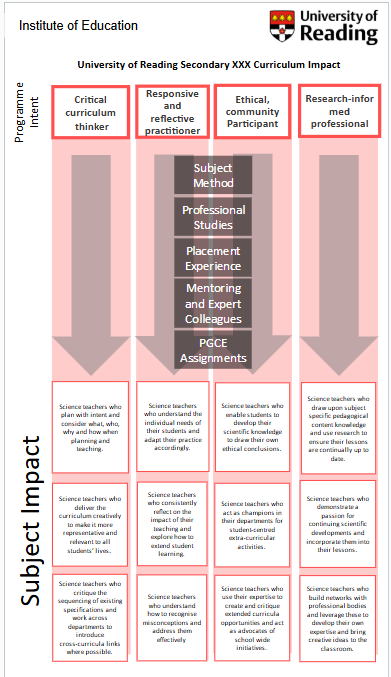 Institute of Education
University of
Reading
University of Reading Secondary XXX Curriculum Impact
Programme
Intent
Critical
curriculum
thinker
Responsive
and
reflective
practitioner
Ethical,
community
Participant
Research-infor
med
professional
Subject
Method
Professional
Studies
Placement
Experience
Mentoring
and Expert
Colleagues
PGCE
Assignments
Subject Impact
Science teachers who
plan with intent and
consider what, who,
why and how when
planning and
teaching.
Science teachers
who understand the
individual needs of
their students and
adapt their practice
accordingly.
Science teachers who
enable students to
develop their
scientific knowledge
to draw their own
ethical conclusions.
Science teachers who
draw upon subject
specific pedagogical
content knowledge
and use research to
ensure their lessons
are continually up to
date.
Science teachers who
deliver the
curriculum creatively
to make it more
representative and
relevant to all
students’ lives.
Science teachers
who consistently
reflect on the
impact of their
teaching and
explore how to
extend student
learning.
Science teachers who
act as champions in
their departments for
student-centred
extra-curricular
activities.
Science teachers who
demonstrate a
passion for
continuing scientific
developments and
incorporate them into
their lessons.
Science teachers who
critique the
sequencing of existing
specifications and
work across
departments to
introduce
cross-curricula links
where possible.
Science teachers
who understand
how to recognise
misconceptions and
address them
effectively
Science teachers who
use their expertise to
create and critique
extended curricula
opportunities and act
as advocates of
school wide
initiatives.
Science teachers who
build networks with
professional bodies
and leverage these to
develop their own
expertise and bring
creative ideas to the
classroom.